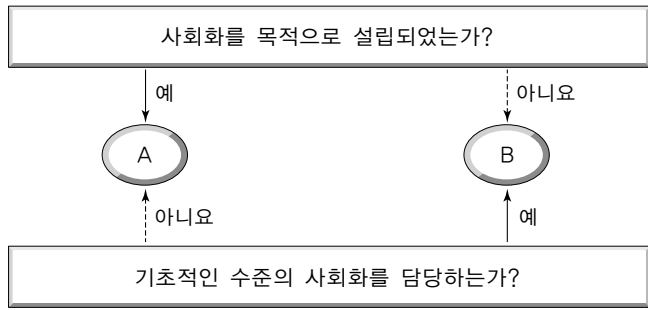 사회화를 목적으로 설립되었는가?
예
아니요
A
B
아니요
예
기초적인 수준의 사회화를 담당하는가?